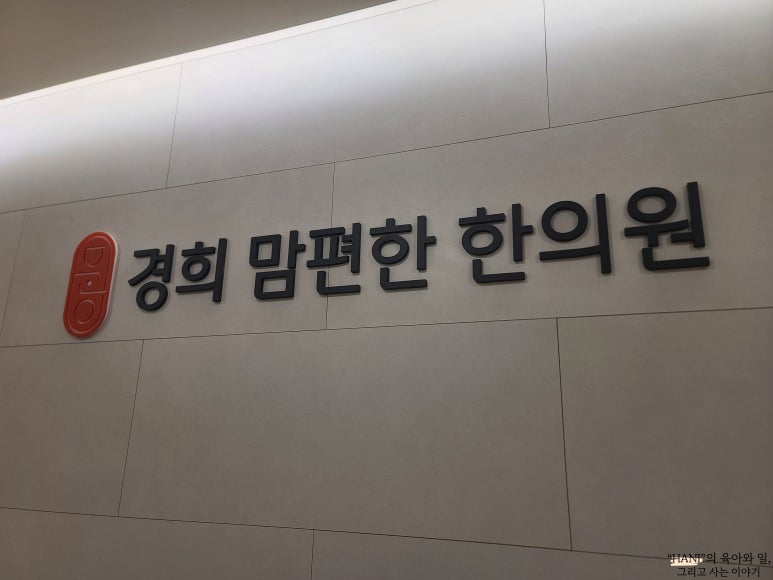 경희 맘편한 한의원
"HANI"의 육아와 일,
그리고 사는 이야기